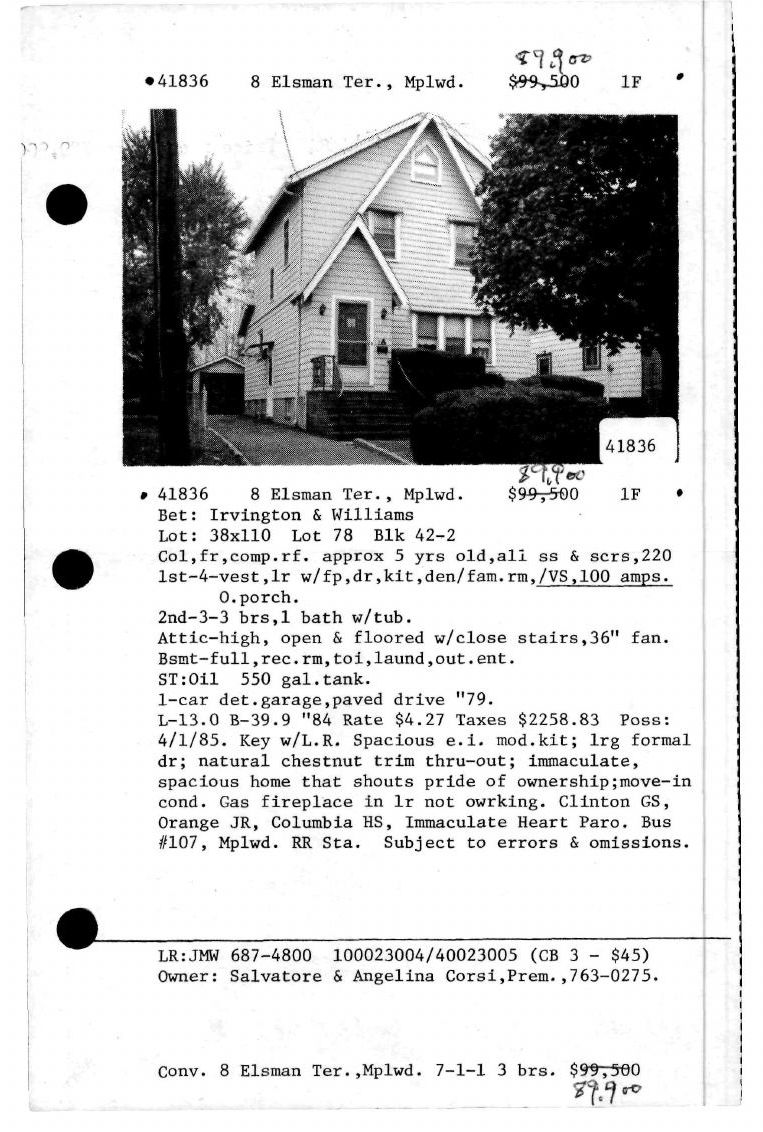 89,900
•41836 8 Elsman Ter., Mplwd. $99,500 1F
41836
89,900
41836 8 Elsman Ter., Mplwd. $99,500 1F
Bet: Irvington & Williams
Lot: 38x110 Lot 78 Blk 42-2
Col,fr,comp.rf. approx 5 yrs old,all ss & scrs,220
1st-4-vest,lr w/fp,dr,kit,den/fam.rm,/VS,100 amps.
O.porch.
2nd-3-3 brs,1 bath w/tub.
Attic-high, open & floored w/close stairs,36" fan.
Bsmt-full,rec.rm,toi,laund,out.ent.
ST:Oil 550 gal.tank.
1-car det.garage,paved drive "79.
L-13.0 B-39.9 "84 Rate $4.27 Taxes $2258.83 Poss:
4/1/85. Key w/L.R. Spacious e.i. mod.kit; lrg formal
dr; natural chestnut trim thru-out; immaculate,
spacious home that shouts pride of ownership;move-in
cond. Gas fireplace in lr not owrking. Clinton GS,
Orange JR, Columbia HS, Immaculate Heart Paro. Bus
#107, Mplwd. RR Sta. Subject to errors & omissions.
LR:JMW 687-4800 100023004/40023005 (CB 3 - $45)
Owner: Salvatore & Angelina Corsi,Prem.,763-0275.
Conv. 8 Elsman Ter.,Mplwd. 7-1-1 3 brs. $99,500
89,900